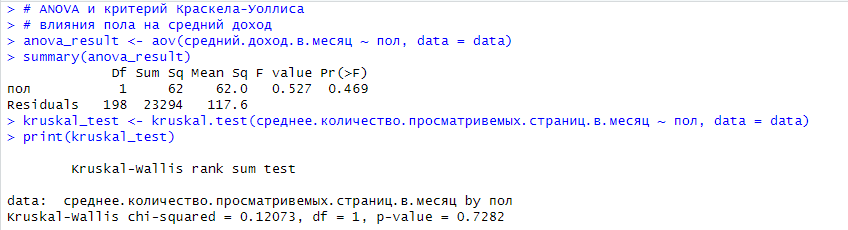 > # ANOVA и критерий Краскела-Уоллиса
> # влияния пола на средний доход
> anova_result <- aov(средний.доход.в.месяц ~ пол, data = data)
> summary(anova_result)
             Df Sum Sq Mean Sq F value Pr(>F)
пол           1     62    62.0   0.527  0.469
Residuals   198  23294   117.6
> kruskal_test <- kruskal.test(среднее.количество.просматривемых.страниц.в.месяц ~ пол, data = data)
> print(kruskal_test)
        Kruskal-Wallis rank sum test
data:  среднее.количество.просматривемых.страниц.в.месяц by пол
Kruskal-Wallis chi-squared = 0.12073, df = 1, p-value = 0.7282